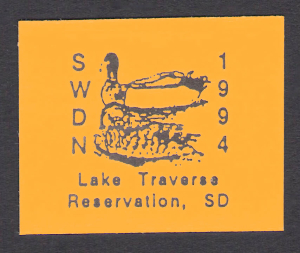 S 1
W 9
D 9
N 4
Lake Traverse
Reservation, SD